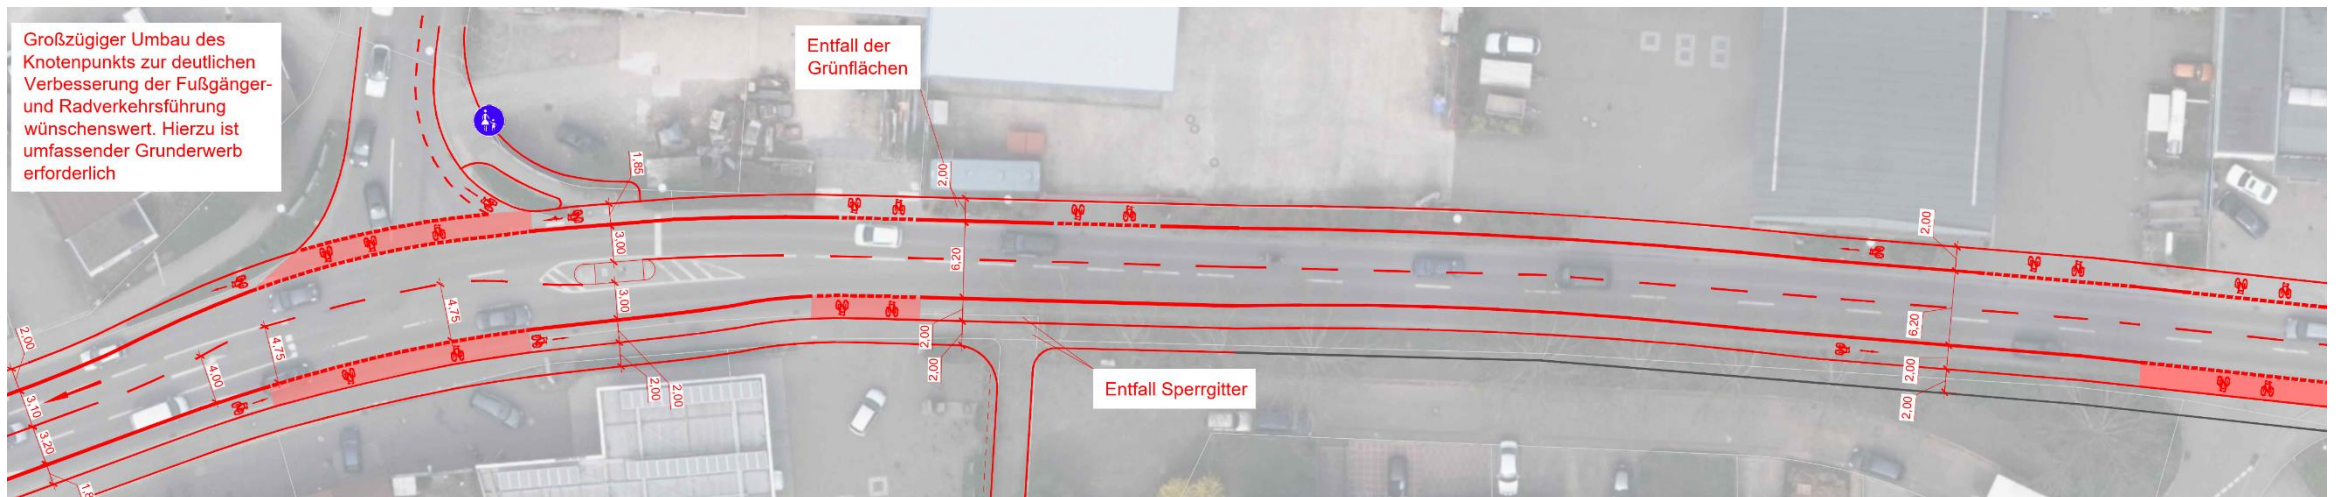 Großzügiger Umbau des
Knotenpunkts zur deutlichen
Verbesserung der Fußgänger-
und Radverkehrsführung
wünschenswert. Hierzu ist
umfassender Grunderwerb
erforderlich
Entfall der
Grünflächen
Entfall Sperrgitter
2,00
3,10
3,20
4,00
4,75
4,75
1,85
3,00
3,00
2,00
2,00
2,00
6,20
2,00
2,00
2,00
6,20
2,00
2,00